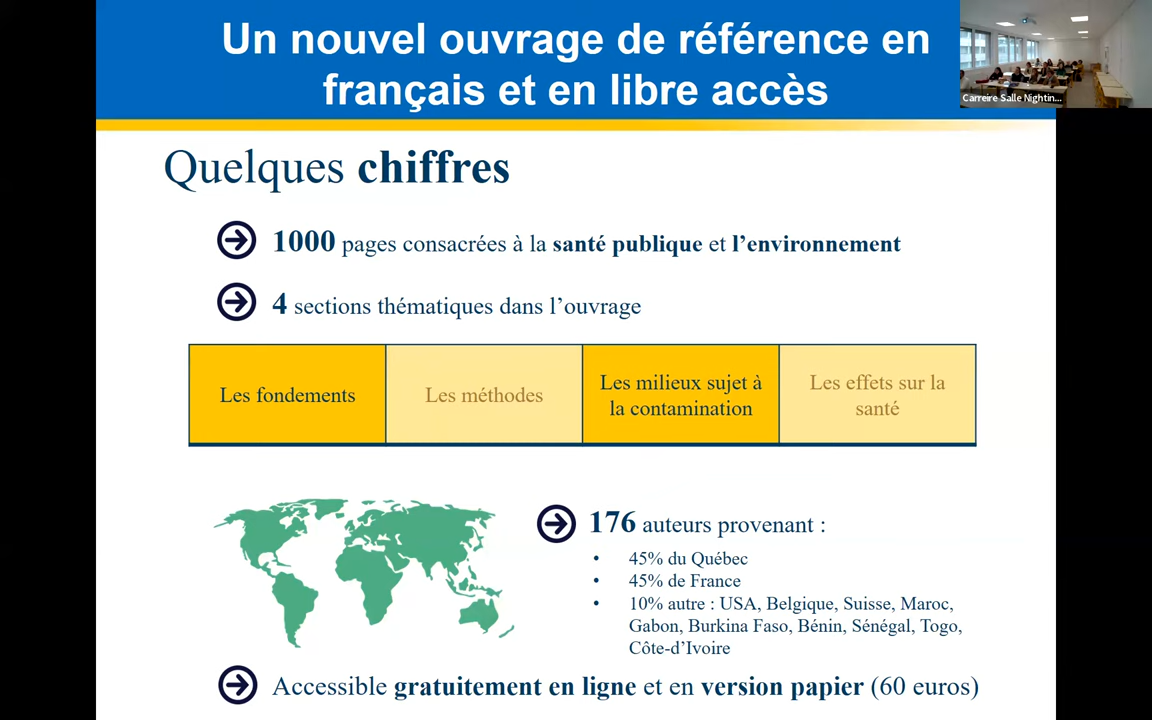 Un nouvel ouvrage de référence en
français et en libre accès
Carreire Salle Nightin...
Quelques chiffres
1000 pages consacrées à la santé publique et l’environnement
4 sections thématiques dans l’ouvrage
Les fondements
Les méthodes
Les milieux sujet à
la contamination
Les effets sur la
santé
176 auteurs provenant :
• 45% du Québec
• 45% de France
• 10% autre : USA, Belgique, Suisse, Maroc,
Gabon, Burkina Faso, Bénin, Sénégal, Togo,
Côte-d’Ivoire
Accessible gratuitement en ligne et en version papier (60 euros)